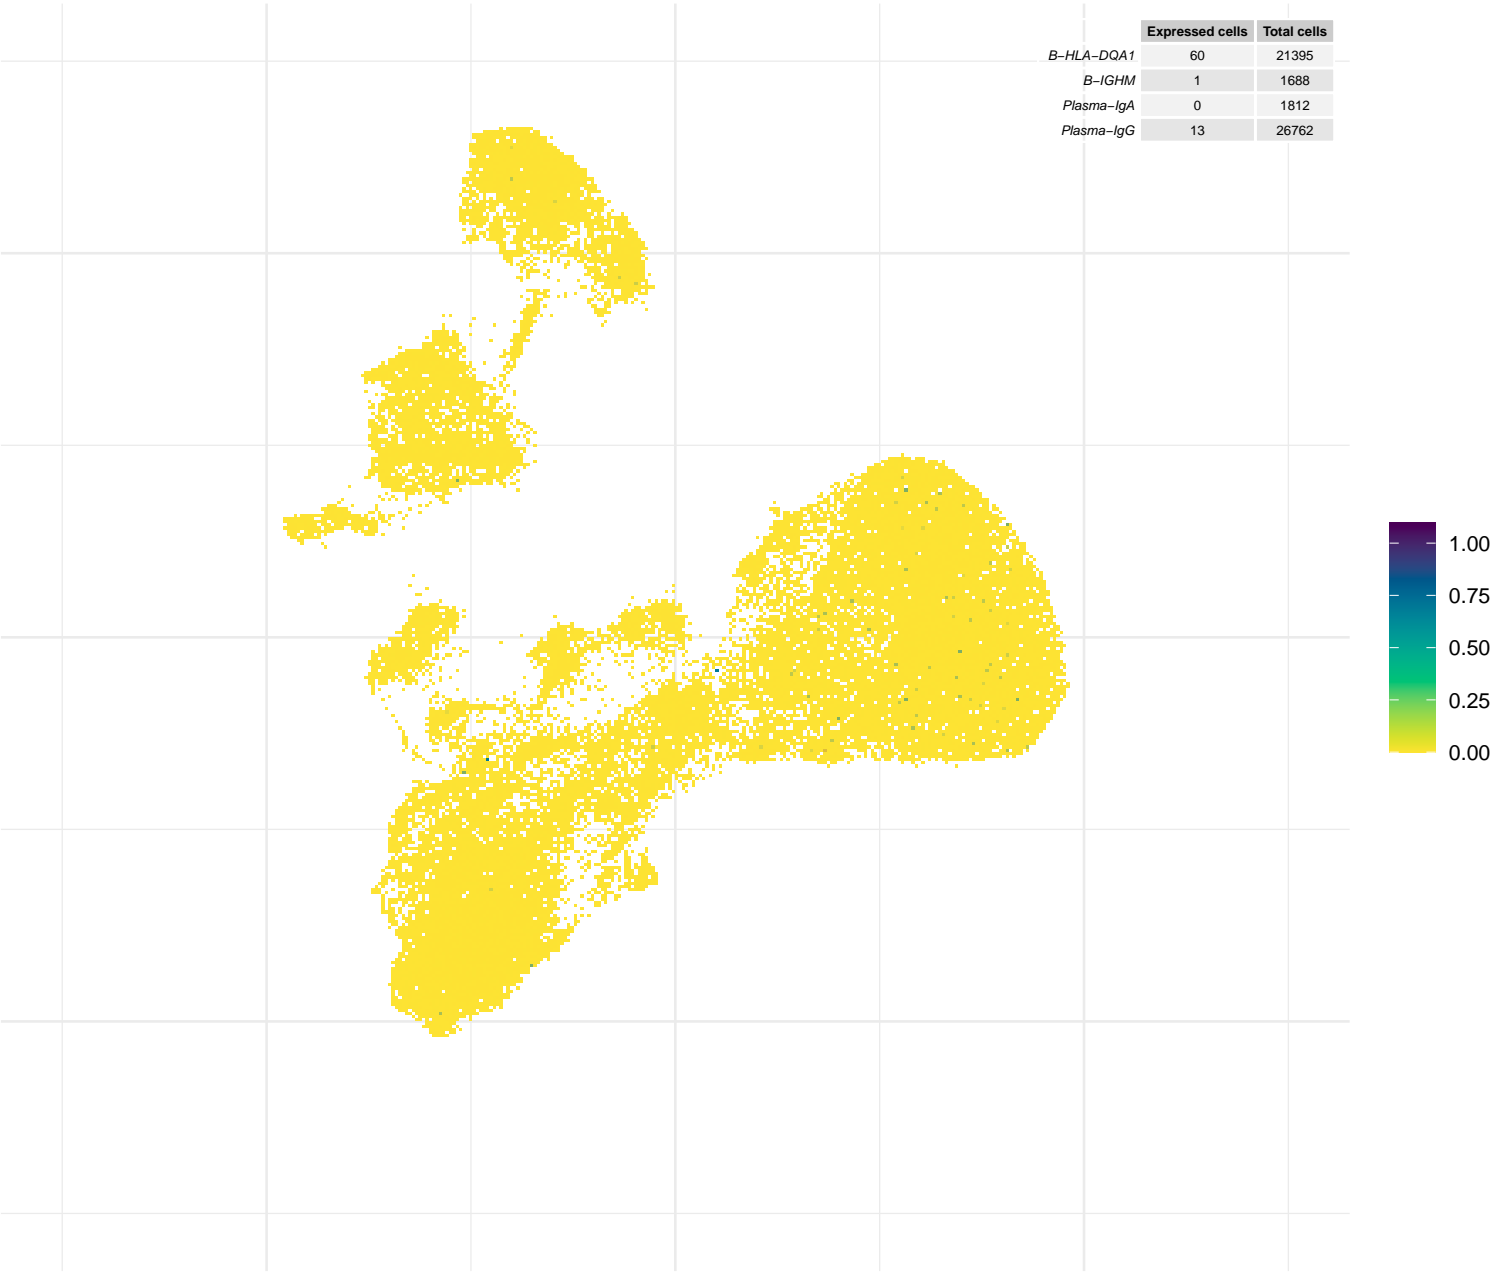 Expressed cells Total cells
B−HLA−DQA1 60 21395
B−IGHM 1 1688
Plasma−IgA 0 1812
Plasma−IgG 13 26762
1.00
0.75
0.50
0.25
0.00